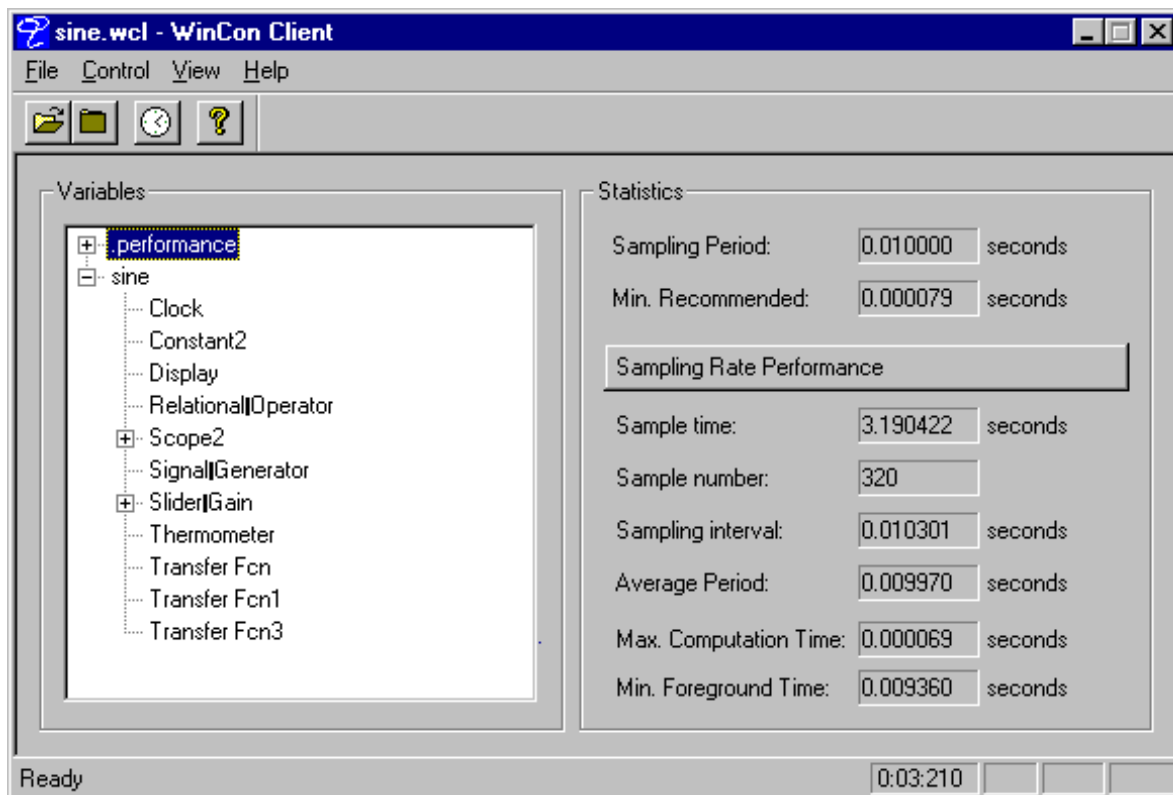 sine.wcl - WinCon Client
File Control View Help
Variables
.performance
sine
Clock
Constant2
Display
Relational|Operator
Scope2
Signal|Generator
Slider|Gain
Thermometer
Transfer Fcn
Transfer Fcn1
Transfer Fcn3
Statistics
Sampling Period: 0.010000 seconds
Min. Recommended: 0.000079 seconds
Sampling Rate Performance
Sample time: 3.190422 seconds
Sample number: 320
Sampling interval: 0.010301 seconds
Average Period: 0.009970 seconds
Max. Computation Time: 0.000069 seconds
Min. Foreground Time: 0.009360 seconds
Ready 0:03:210